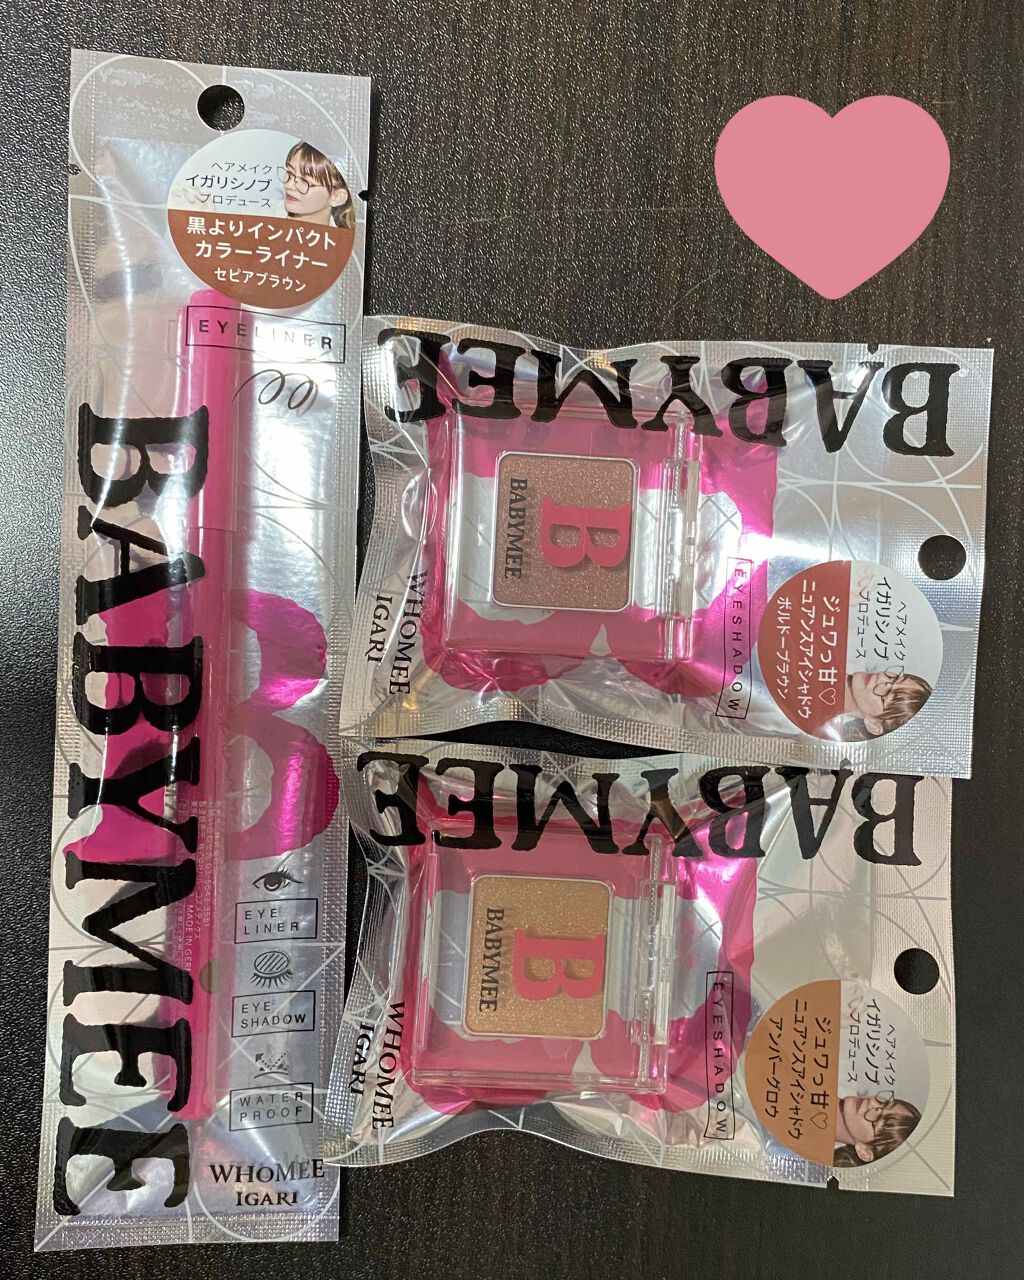 ヘアメイク
イガリシノブ
プロデュース
黒よりインパクト
カラーライナー
セピアブラウン
EYELINER
BABYMEE
EYE
LINER
EYE
SHADOW
WATER
PROOF
WHOMEE
IGARI
MADE IN GER
BABYMEE
B
BABYMEE
WHOMEE
IGARI
EYESHADOW
ヘアメイク
イガリシノブ
プロデュース
ジュワっ甘♡
ニュアンスアイシャドウ
ボルドーブラウン
BABYMEE
B
BABYMEE
WHOMEE
IGARI
EYESHADOW
ヘアメイク
イガリシノブ
プロデュース
ジュワっ甘♡
ニュアンスアイシャドウ
アンバーグロウ